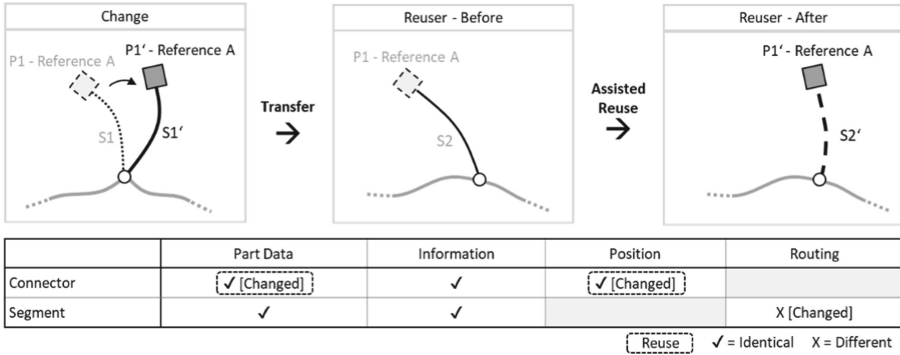 Change
P1 - Reference A
P1‘ - Reference A
S1
S1‘
Transfer
Reuser - Before
P1 - Reference A
S2
Assisted
Reuse
Reuser - After
P1‘ - Reference A
S2‘
Part Data Information Position Routing
Connector ✓ [Changed] ✓ ✓ [Changed]
Segment ✓ ✓ X [Changed]
Reuse ✓ = Identical X = Different